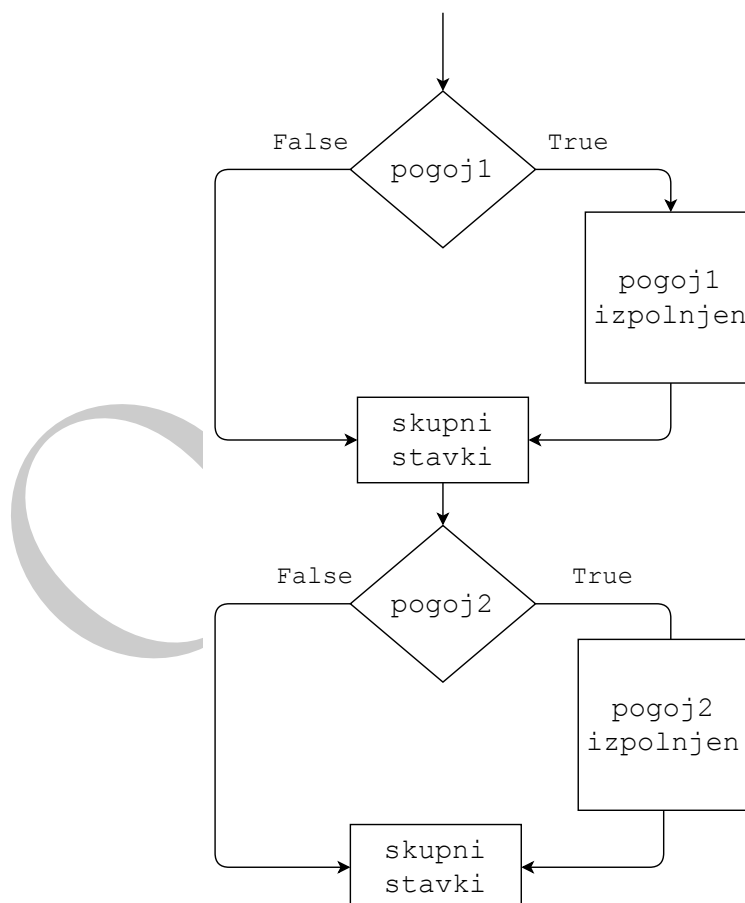 False
True
pogoj1
pogoj1
izpolnjen
skupni
stavki
False
True
pogoj2
pogoj2
izpolnjen
skupni
stavki